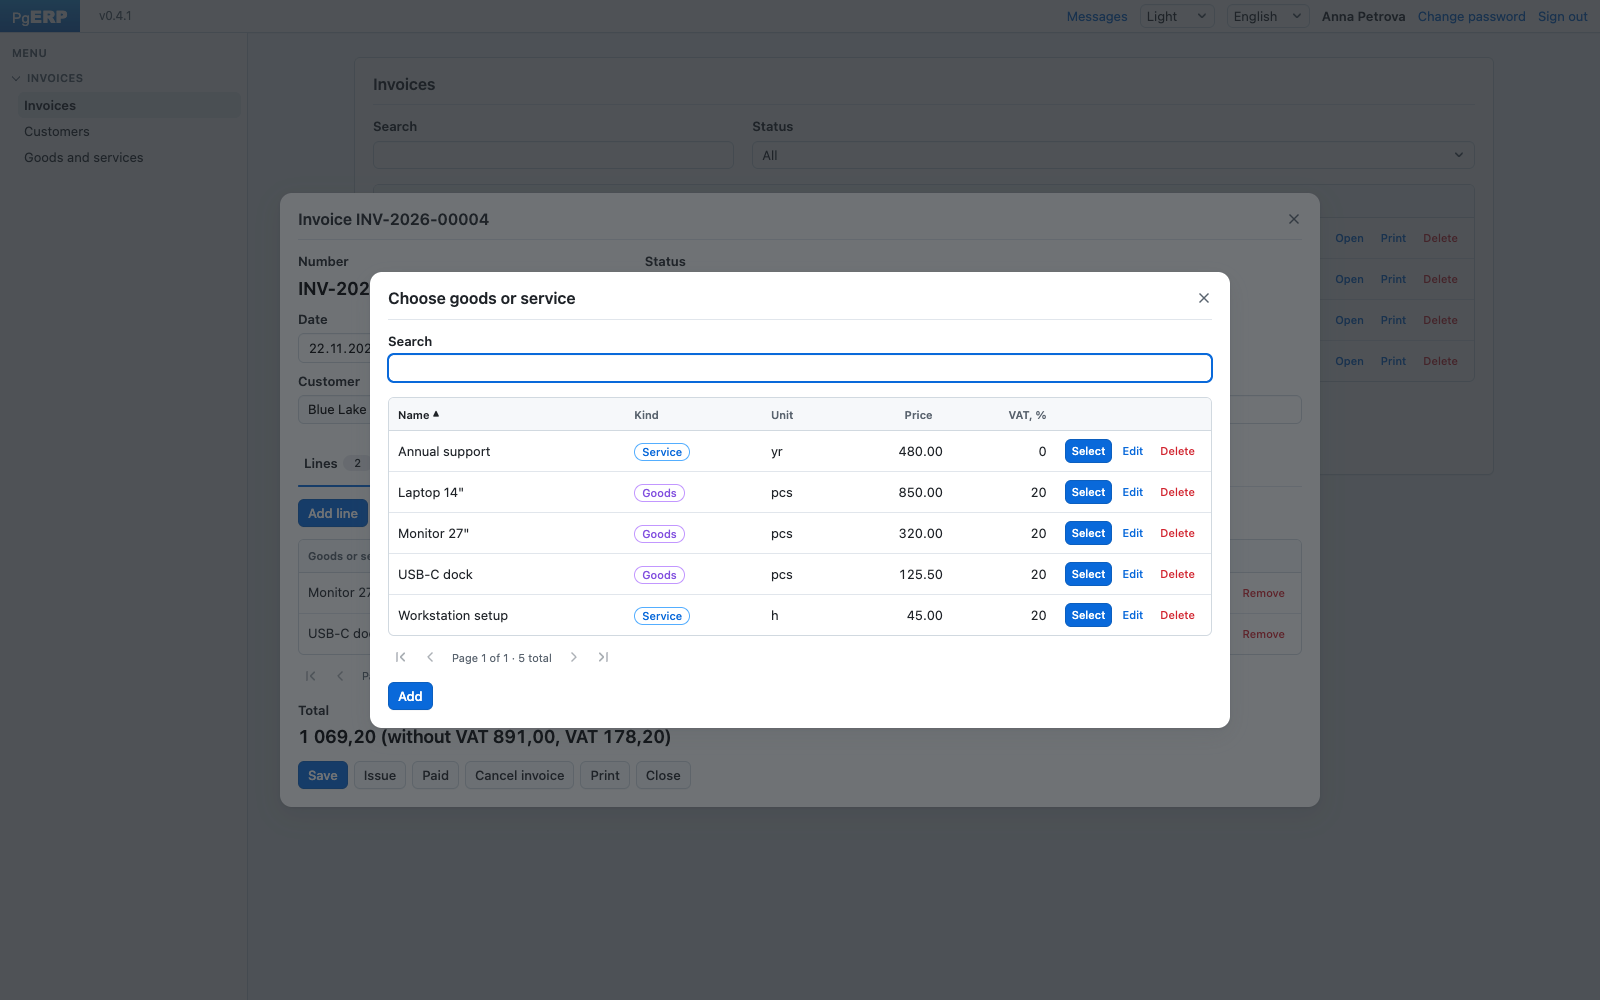 PgERP v0.4.1 Messages Light English Anna Petrova Change password Sign out
MENU
INVOICES
Invoices
Customers
Goods and services
Invoices
Search Status
All
Open Print Delete
Open Print Delete
Open Print Delete
Open Print Delete
Invoice INV-2026-00004
Number Status
INV-202
Date
22.11.202
Customer
Blue Lake
Lines 2
Add line
Goods or se
Monitor 27 Remove
USB-C do Remove
Total
1 069,20 (without VAT 891,00, VAT 178,20)
Save Issue Paid Cancel invoice Print Close
Choose goods or service
Search
Name Kind Unit Price VAT, %
Annual support Service yr 480.00 0 Select Edit Delete
Laptop 14" Goods pcs 850.00 20 Select Edit Delete
Monitor 27" Goods pcs 320.00 20 Select Edit Delete
USB-C dock Goods pcs 125.50 20 Select Edit Delete
Workstation setup Service h 45.00 20 Select Edit Delete
Page 1 of 1 · 5 total
Add